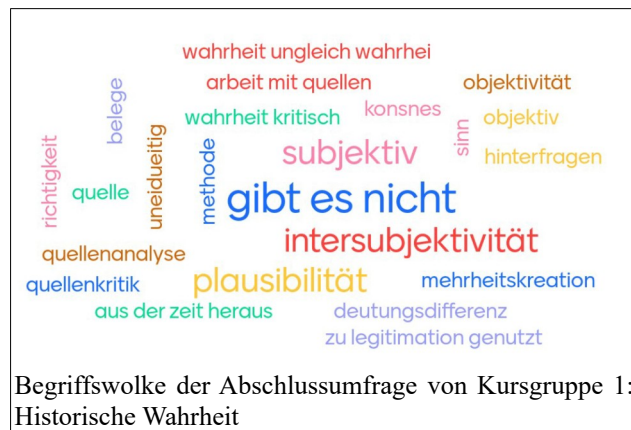 wahrheit ungleich wahrhei
arbeit mit quellen
objektivität
belege
wahrheit kritisch
konsnes
objektiv
richtigkeit
uneidueitig
methode
subjektiv
sinn
hinterfragen
quelle
gibt es nicht
intersubjektivität
quellenanalyse
quellenkritik
plausibilität
mehrheitskreation
aus der zeit heraus
deutungsdifferenz
zu legitimation genutzt
Begriffswolke der Abschlussumfrage von Kursgruppe 1:
Historische Wahrheit